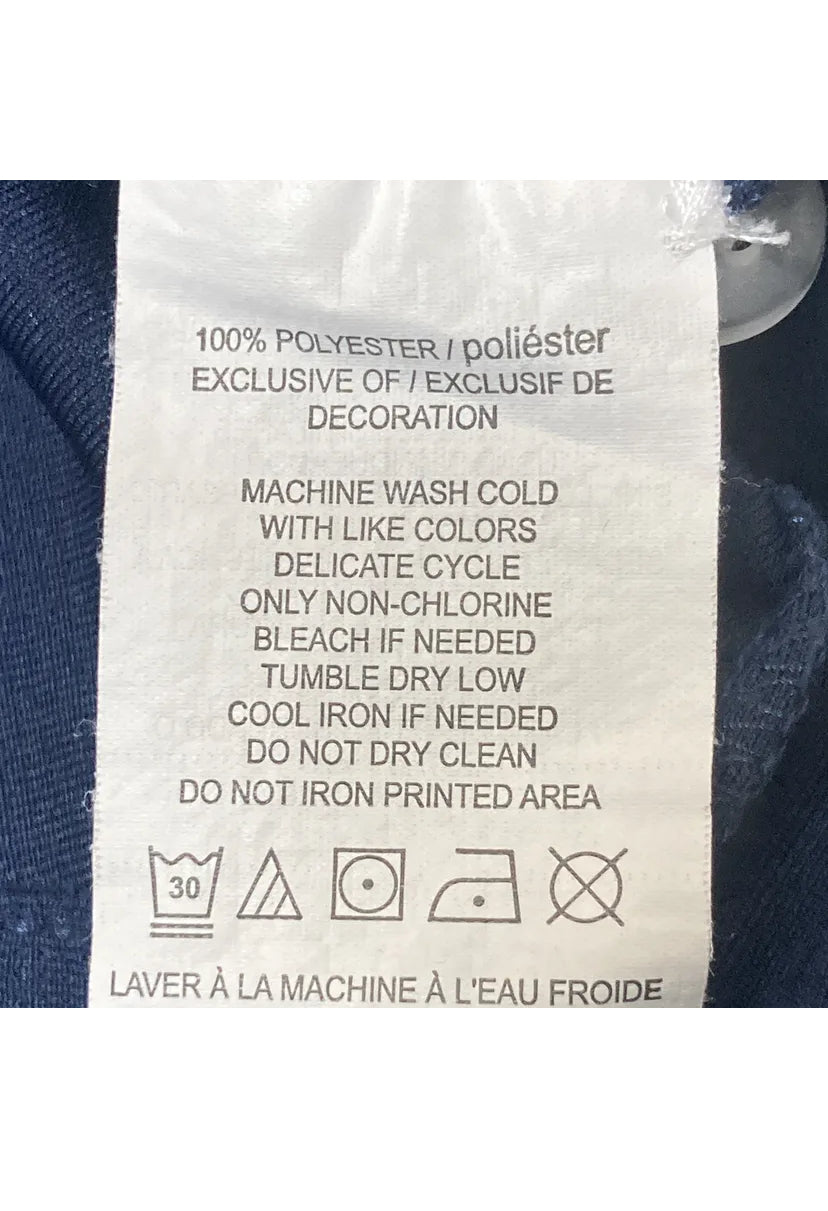 100% POLYESTER / poliéster
EXCLUSIVE OF / EXCLUSIF DE
DECORATION
MACHINE WASH COLD
WITH LIKE COLORS
DELICATE CYCLE
ONLY NON-CHLORINE
BLEACH IF NEEDED
TUMBLE DRY LOW
COOL IRON IF NEEDED
DO NOT DRY CLEAN
DO NOT IRON PRINTED AREA
30
LAVER À LA MACHINE À L'EAU FROIDE